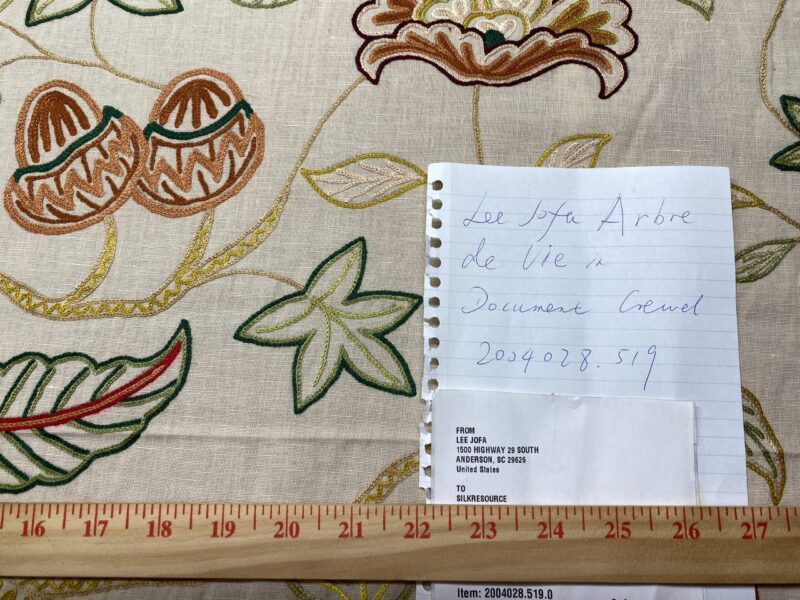 Lee Jofa Arbre
de Vie in
Document Crewel
2004028.519
FROM
LEE JOFA
1500 HIGHWAY 29 SOUTH
ANDERSON, SC 29626
United States
TO
SILKRESOURCE
16 17 18 19 20 21 22 23 24 25 26 27
Item: 2004028.519.0